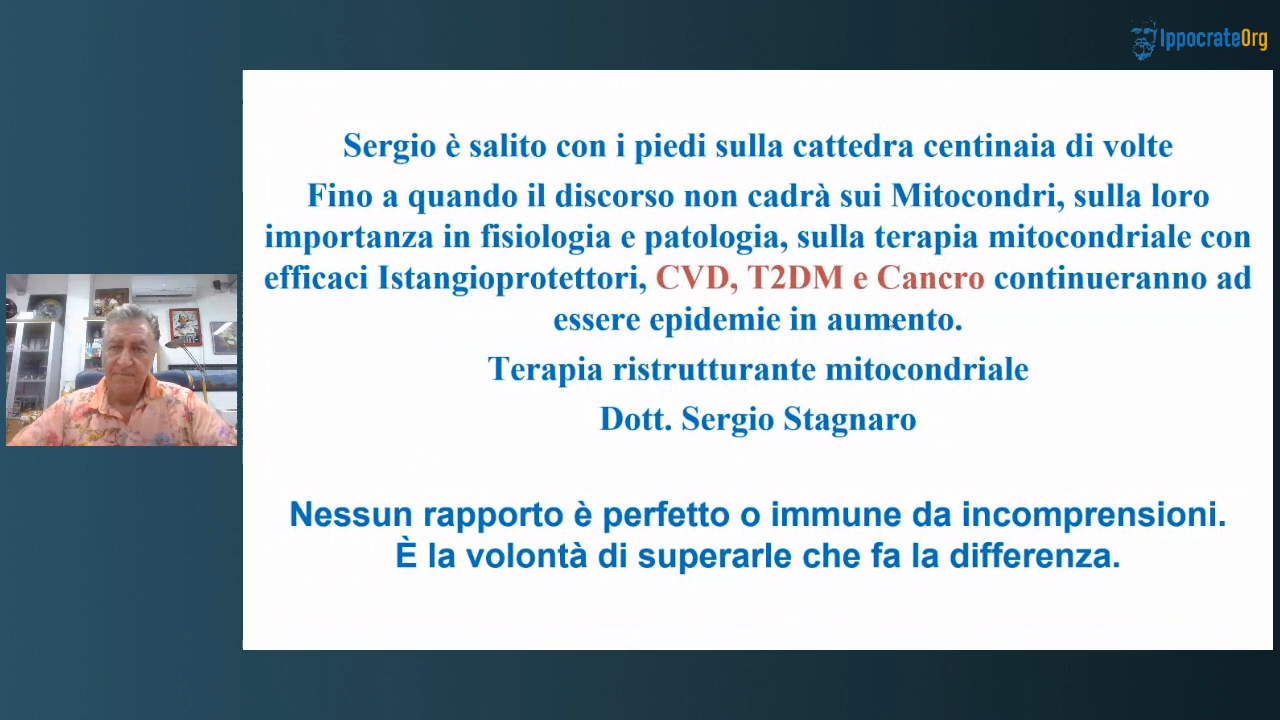 IppocrateOrg
Sergio è salito con i piedi sulla cattedra centinaia di volte
Fino a quando il discorso non cadrà sui Mitocondri, sulla loro
importanza in fisiologia e patologia, sulla terapia mitocondriale con
efficaci Istangioprotettori, CVD, T2DM e Cancro continueranno ad
essere epidemie in aumento.
Terapia ristrutturante mitocondriale
Dott. Sergio Stagnaro
Nessun rapporto è perfetto o immune da incomprensioni.
È la volontà di superarle che fa la differenza.